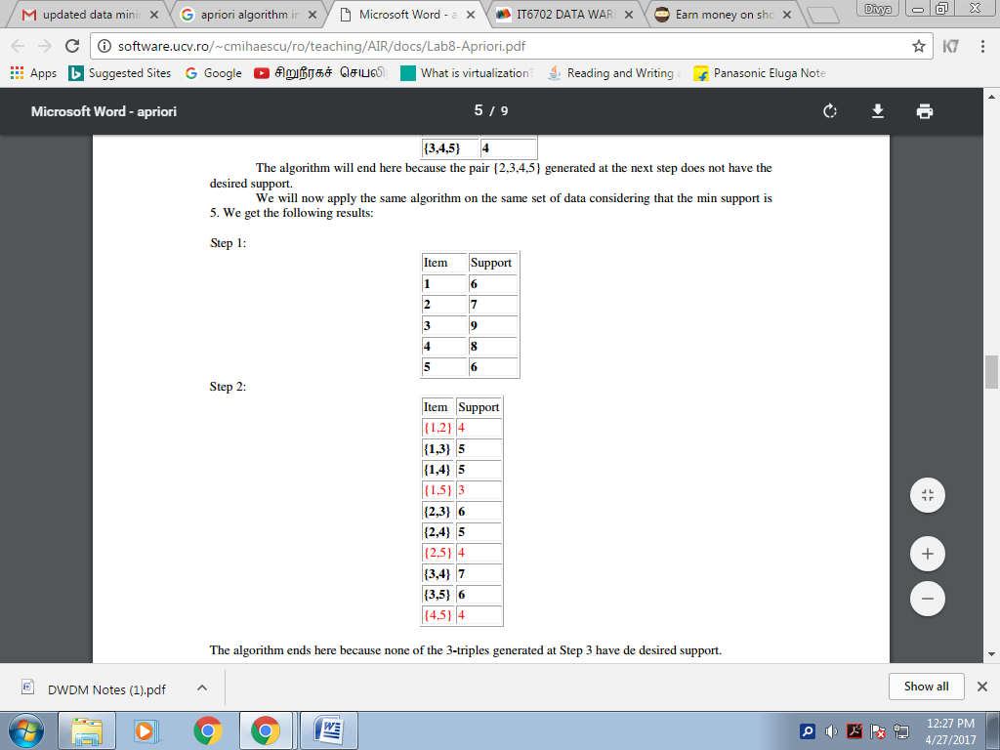 updated data minin
apriori algorithm in
Microsoft Word - a
IT6702 DATA WAR
Earn money on sho
Divya
software.ucv.ro/~cmihaescu/ro/teaching/AIR/docs/Lab8-Apriori.pdf
K7
Apps
Suggested Sites
Google
சிறுநீரகச் செயலி
What is virtualization?
Reading and Writing
Panasonic Eluga Note
Microsoft Word - apriori
5 / 9
{3,4,5} 4
The algorithm will end here because the pair {2,3,4,5} generated at the next step does not have the
desired support.
We will now apply the same algorithm on the same set of data considering that the min support is
5. We get the following results:
Step 1:
Item Support
1 6
2 7
3 9
4 8
5 6
Step 2:
Item Support
{1,2} 4
{1,3} 5
{1,4} 5
{1,5} 3
{2,3} 6
{2,4} 5
{2,5} 4
{3,4} 7
{3,5} 6
{4,5} 4
The algorithm ends here because none of the 3-triples generated at Step 3 have de desired support.
DWDM Notes (1).pdf
Show all
12:27 PM
4/27/2017